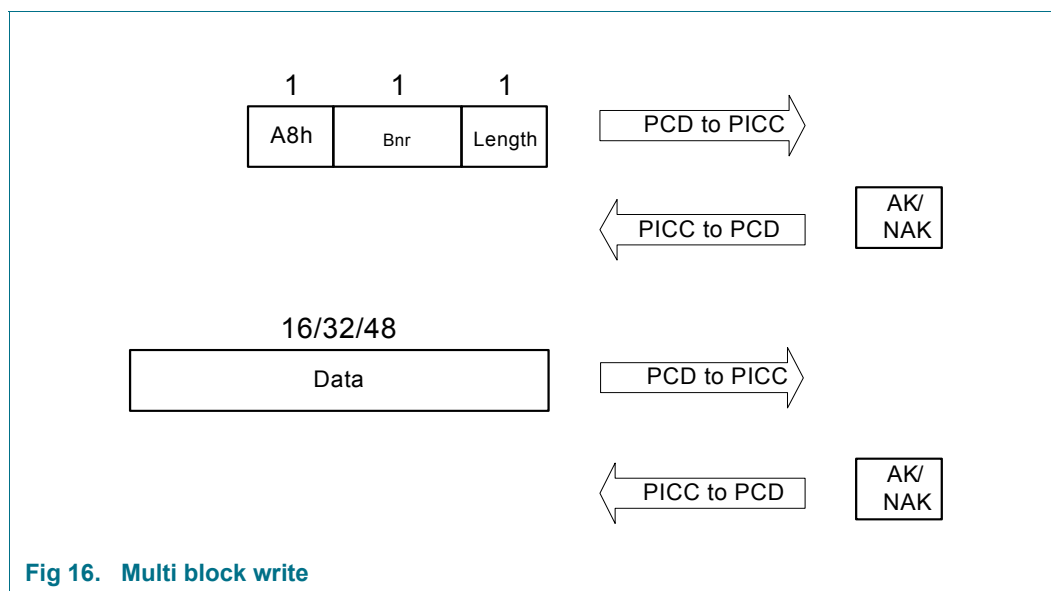 1 1 1
A8h Bnr Length PCD to PICC
PICC to PCD AK/
NAK
16/32/48
Data PCD to PICC
PICC to PCD AK/
NAK
Fig 16. Multi block write